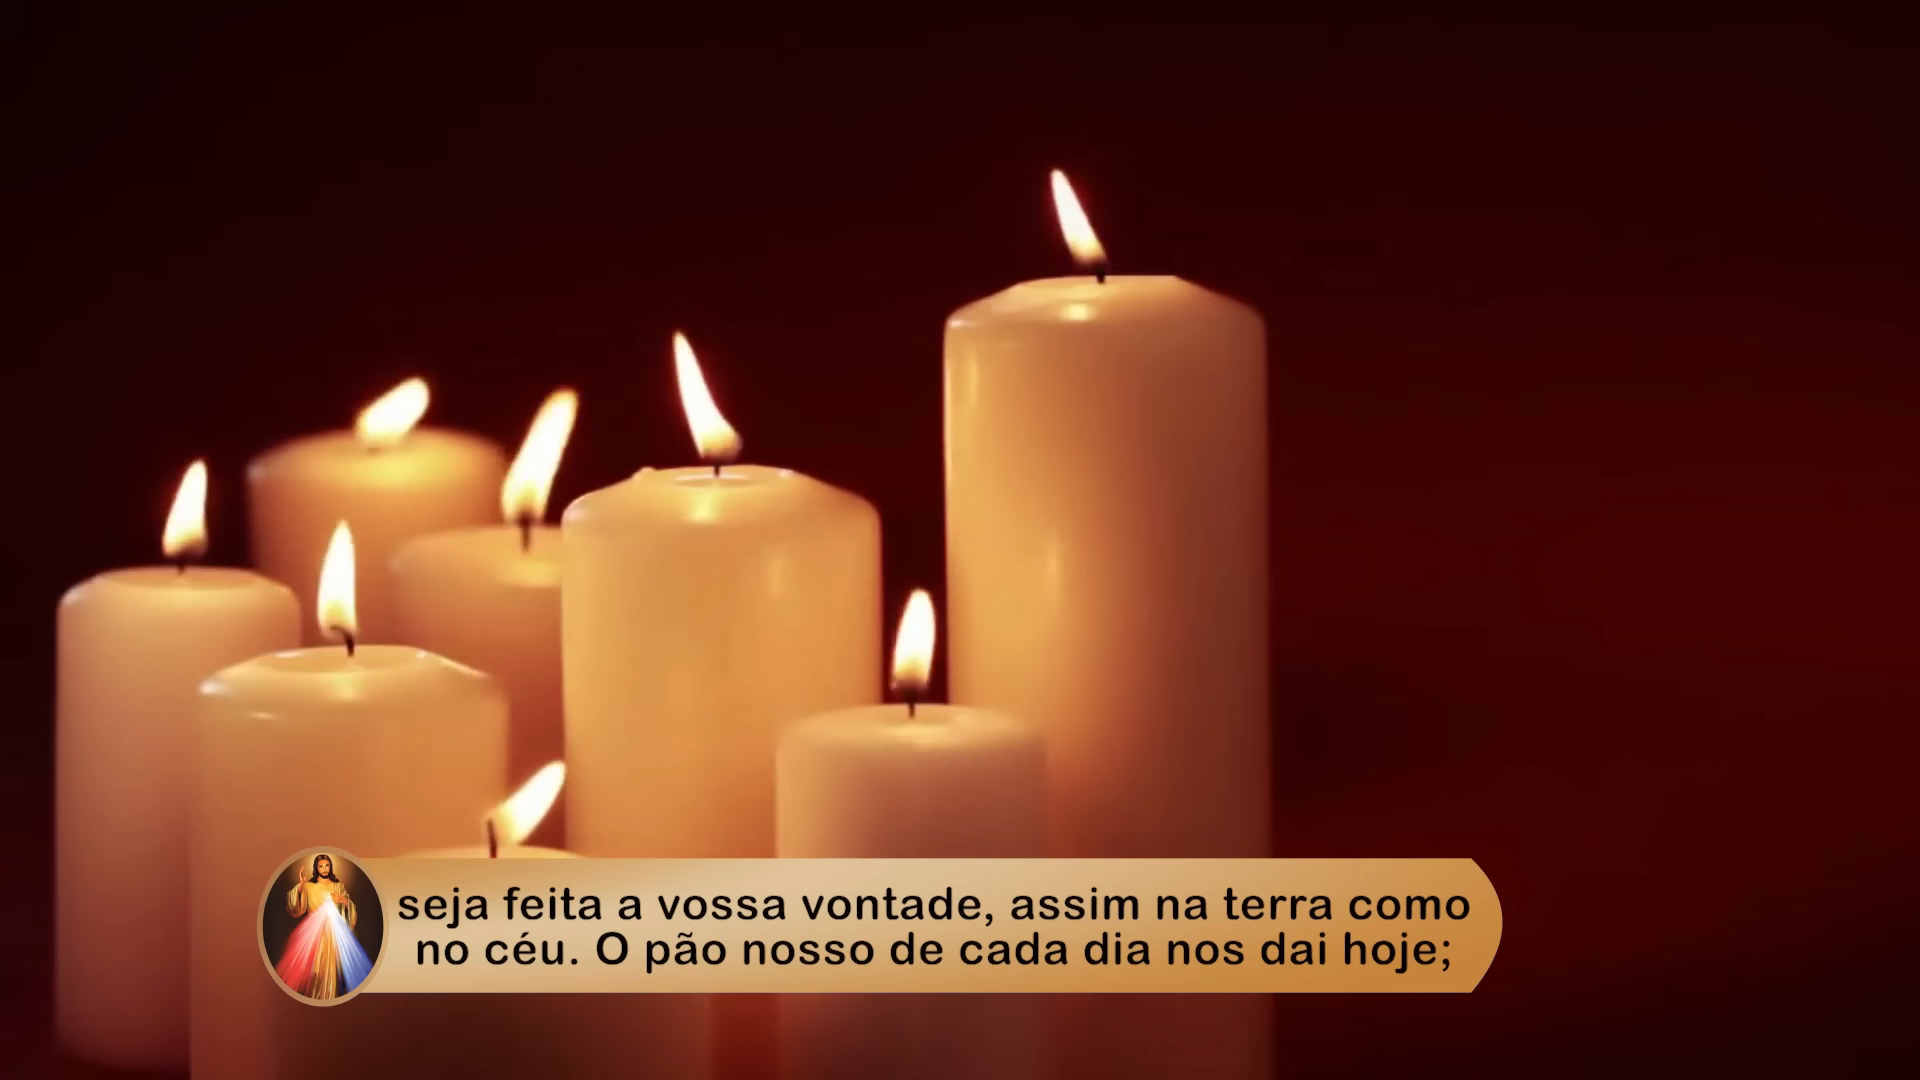 seja feita a vossa vontade, assim na terra como
no céu. O pão nosso de cada dia nos dai hoje;